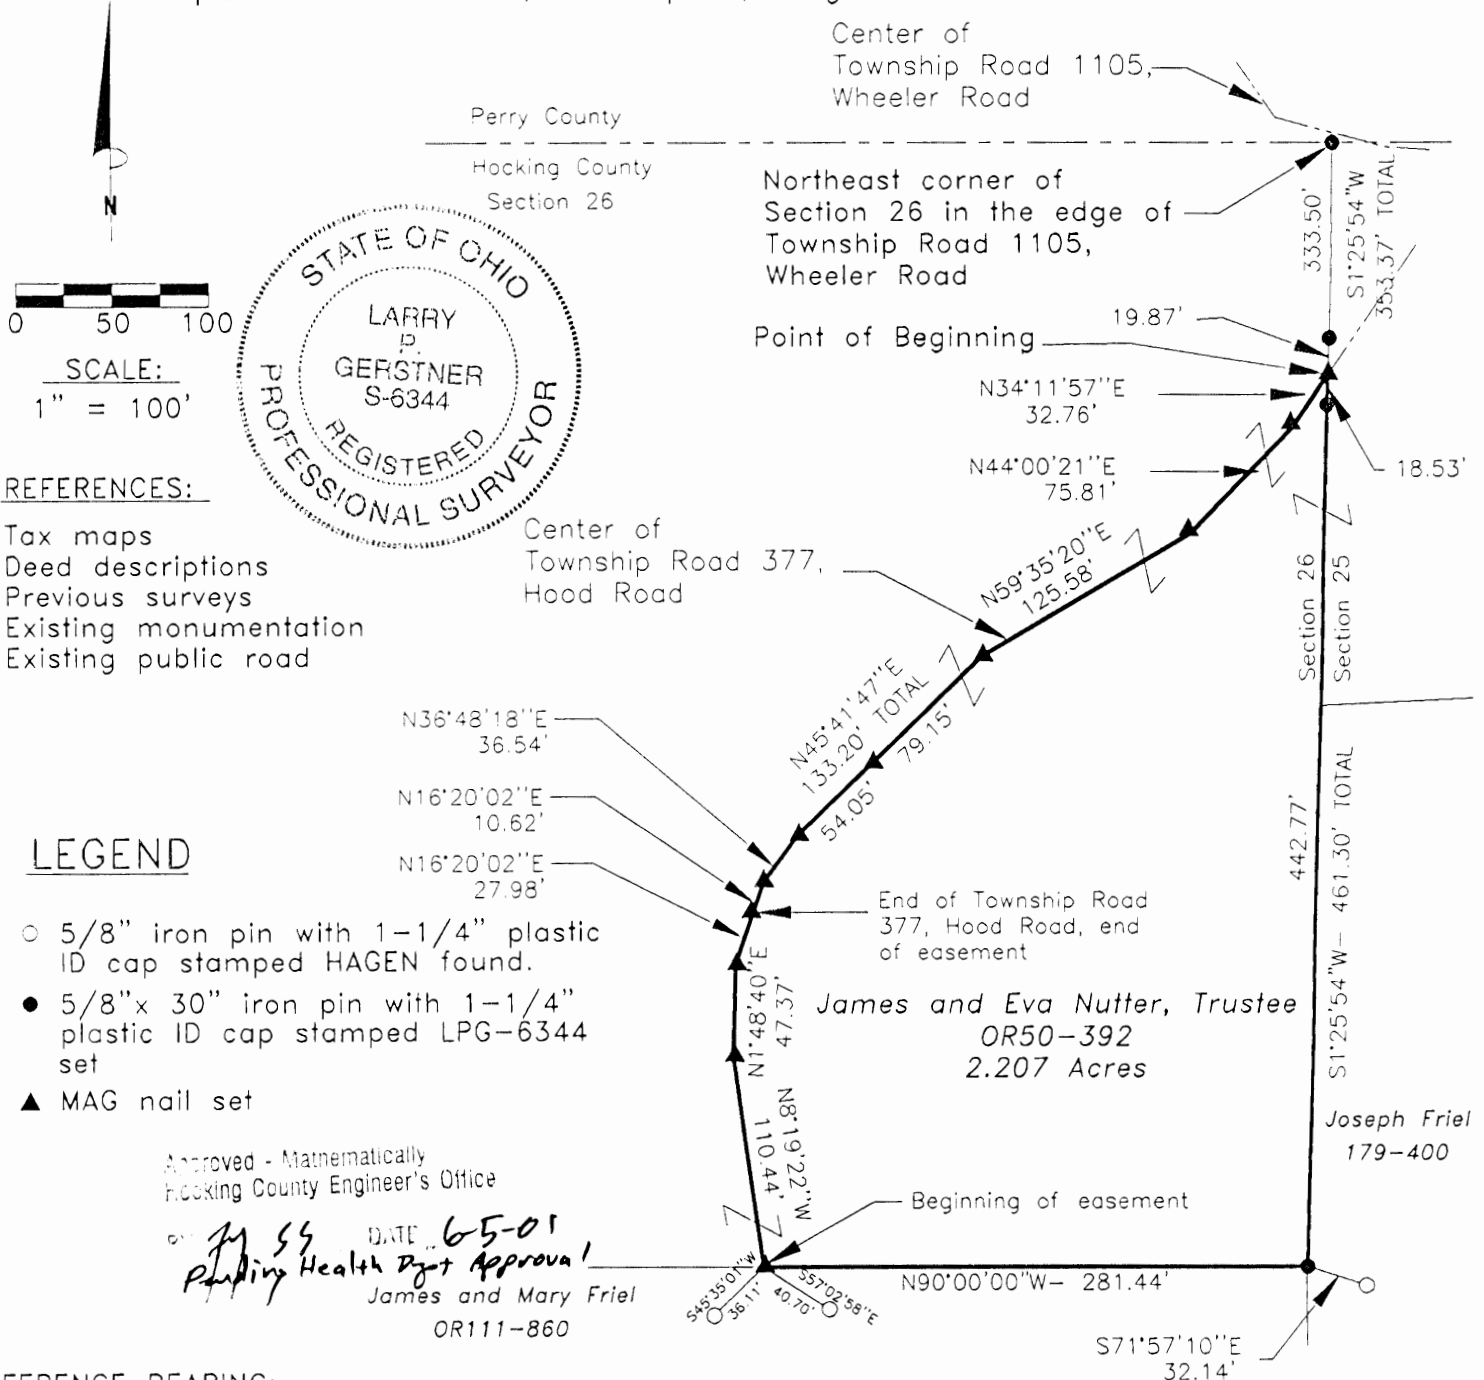 Center of
Township Road 1105,
Wheeler Road
Perry County
Hocking County
Section 26
N
Northeast corner of
Section 26 in the edge of
Township Road 1105,
Wheeler Road
333.50'
S1°25'54"W
353.37' TOTAL
0 50 100
SCALE:
1" = 100'
STATE OF OHIO
LARRY
P.
GERSTNER
S-6344
REGISTERED
PROFESSIONAL SURVEYOR
19.87'
Point of Beginning
N34°11'57"E
32.76'
N44°00'21"E
75.81'
18.53'
REFERENCES:
Tax maps
Deed descriptions
Previous surveys
Existing monumentation
Existing public road
Center of
Township Road 377,
Hood Road
N59°35'20"E
125.58'
Section 26
Section 25
N45°41'47"E
133.20' TOTAL
79.15'
54.05'
N36°48'18"E
36.54'
N16°20'02"E
10.62'
N16°20'02"E
27.98'
442.77'
S1°25'54"W- 461.30' TOTAL
LEGEND
○ 5/8" iron pin with 1-1/4" plastic
ID cap stamped HAGEN found.
● 5/8"x 30" iron pin with 1-1/4"
plastic ID cap stamped LPG-6344
set
▲ MAG nail set
End of Township Road
377, Hood Road, end
of easement
N1°48'40"E
47.37'
James and Eva Nutter, Trustee
OR50-392
2.207 Acres
N8°19'22"W
110.44'
Joseph Friel
179-400
Approved - Mathematically
Hocking County Engineer's Office
DATE 6-5-01
Pending Health Dept Approval
James and Mary Friel
OR111-860
Beginning of easement
S45°35'01"W
36.11'
S57°02'58"E
40.70'
N90°00'00"W- 281.44'
S71°57'10"E
32.14'